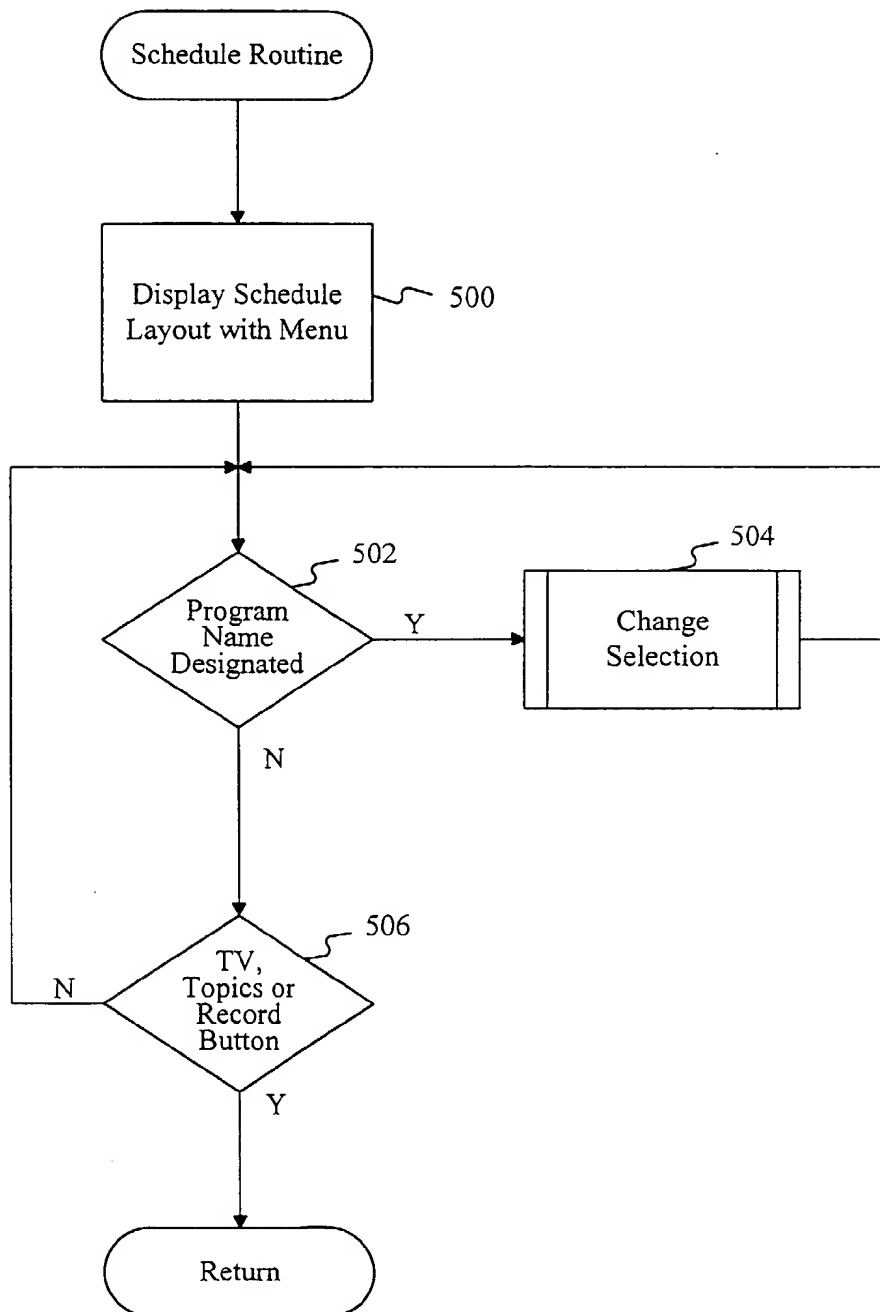 Schedule Routine
Display Schedule
Layout with Menu
500
502
504
Program
Name
Designated
Y
Change
Selection
N
506
TV,
Topics or
Record
Button
N
Y
Return